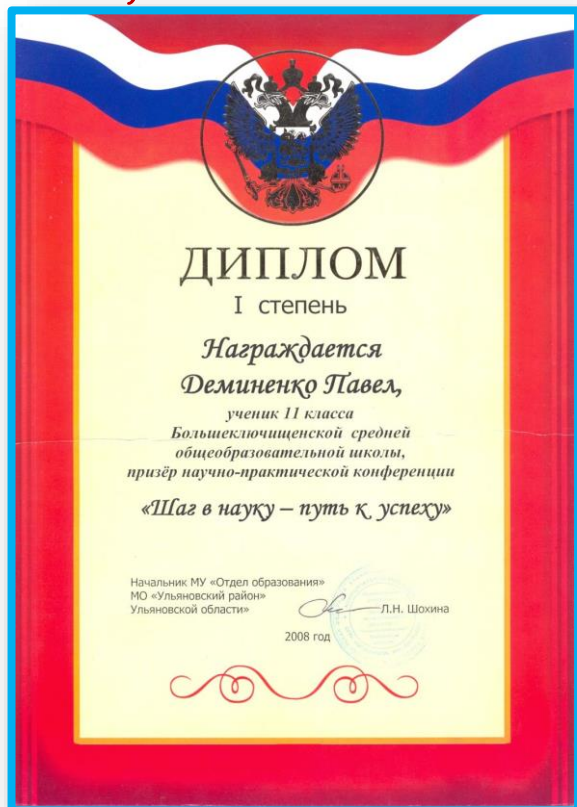 ДИПЛОМ
I степень
Награждается
Деминенко Павел,
ученик 11 класса
Большеключищенской средней
общеобразовательной школы,
призёр научно-практической конференции
«Шаг в науку – путь к успеху»
Начальник МУ «Отдел образования»
МО «Ульяновский район»
Ульяновской области»
Л.Н. Шохина
2008 год